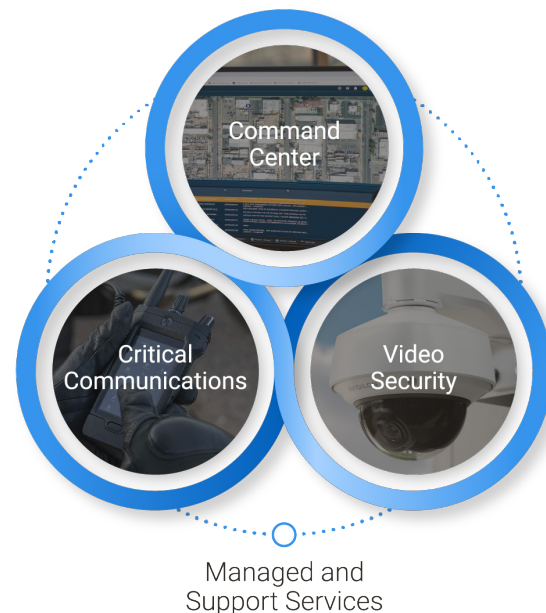 Command
Center
Critical
Communications
Video
Security
Managed and
Support Services